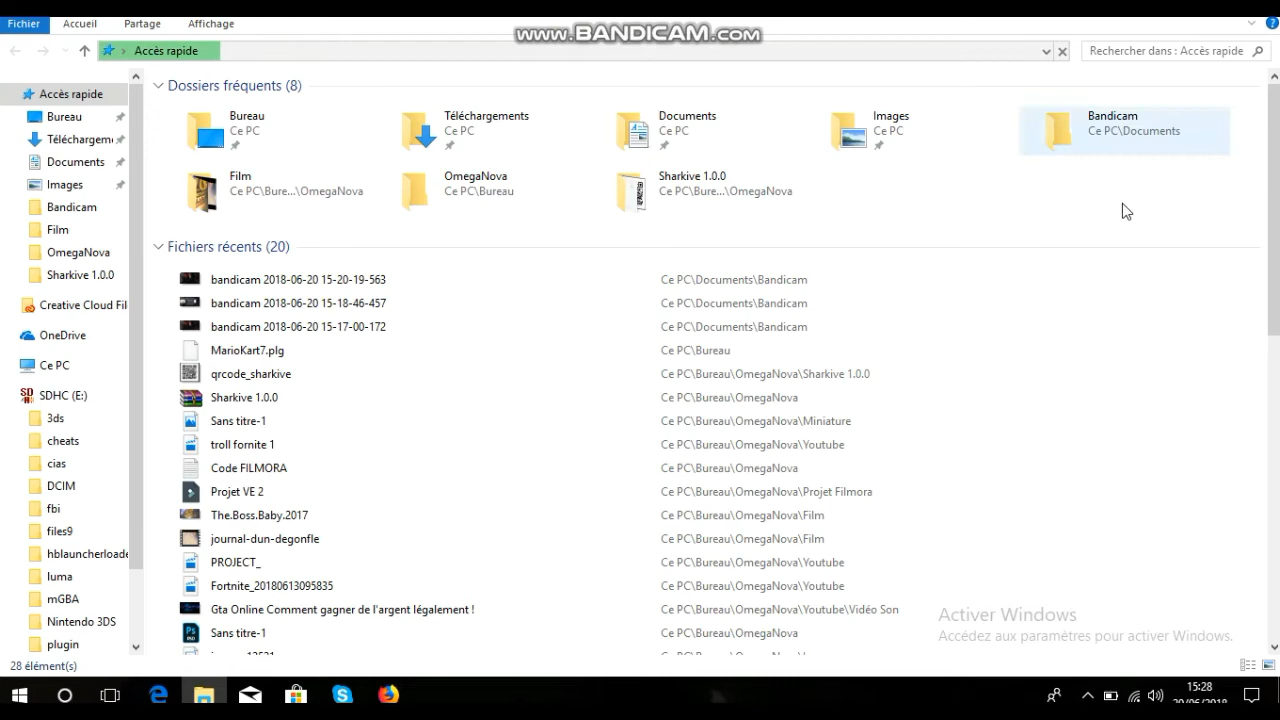 www.BANDICAM.com
Fichier Accueil Partage Affichage
Accès rapide
Rechercher dans : Accès rapide
Accès rapide
Bureau
Téléchargem
Documents
Images
Bandicam
Film
OmegaNova
Sharkive 1.0.0
Creative Cloud Fil
OneDrive
Ce PC
SDHC (E:)
3ds
cheats
cias
DCIM
fbi
files9
hblauncherloade
luma
mGBA
Nintendo 3DS
plugin
Dossiers fréquents (8)
Bureau
Ce PC
Téléchargements
Ce PC
Documents
Ce PC
Images
Ce PC
Bandicam
Ce PC\Documents
Film
Ce PC\Bure...\OmegaNova
OmegaNova
Ce PC\Bureau
Sharkive 1.0.0
Ce PC\Bure...\OmegaNova
Fichiers récents (20)
bandicam 2018-06-20 15-20-19-563 Ce PC\Documents\Bandicam
bandicam 2018-06-20 15-18-46-457 Ce PC\Documents\Bandicam
bandicam 2018-06-20 15-17-00-172 Ce PC\Documents\Bandicam
MarioKart7.plg Ce PC\Bureau
qrcode_sharkive Ce PC\Bureau\OmegaNova\Sharkive 1.0.0
Sharkive 1.0.0 Ce PC\Bureau\OmegaNova
Sans titre-1 Ce PC\Bureau\OmegaNova\Miniature
troll fornite 1 Ce PC\Bureau\OmegaNova\Youtube
Code FILMORA Ce PC\Bureau\OmegaNova
Projet VE 2 Ce PC\Bureau\OmegaNova\Projet Filmora
The.Boss.Baby.2017 Ce PC\Bureau\OmegaNova\Film
journal-dun-degonfle Ce PC\Bureau\OmegaNova\Film
PROJECT_ Ce PC\Bureau\OmegaNova\Youtube
Fortnite_20180613095835 Ce PC\Bureau\OmegaNova\Youtube
Gta Online Comment gagner de l'argent légalement ! Ce PC\Bureau\OmegaNova\Youtube\Vidéo Son
Sans titre-1 Ce PC\Bureau\OmegaNova
Activer Windows
Accédez aux paramètres pour activer Windows.
28 élément(s)
15:28
20/06/2018